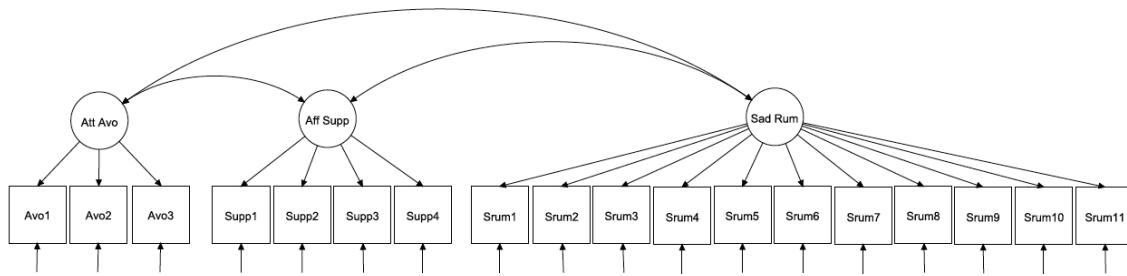 Att Avo
Aff Supp
Sad Rum
Avo1
Avo2
Avo3
Supp1
Supp2
Supp3
Supp4
Srum1
Srum2
Srum3
Srum4
Srum5
Srum6
Srum7
Srum8
Srum9
Srum10
Srum11